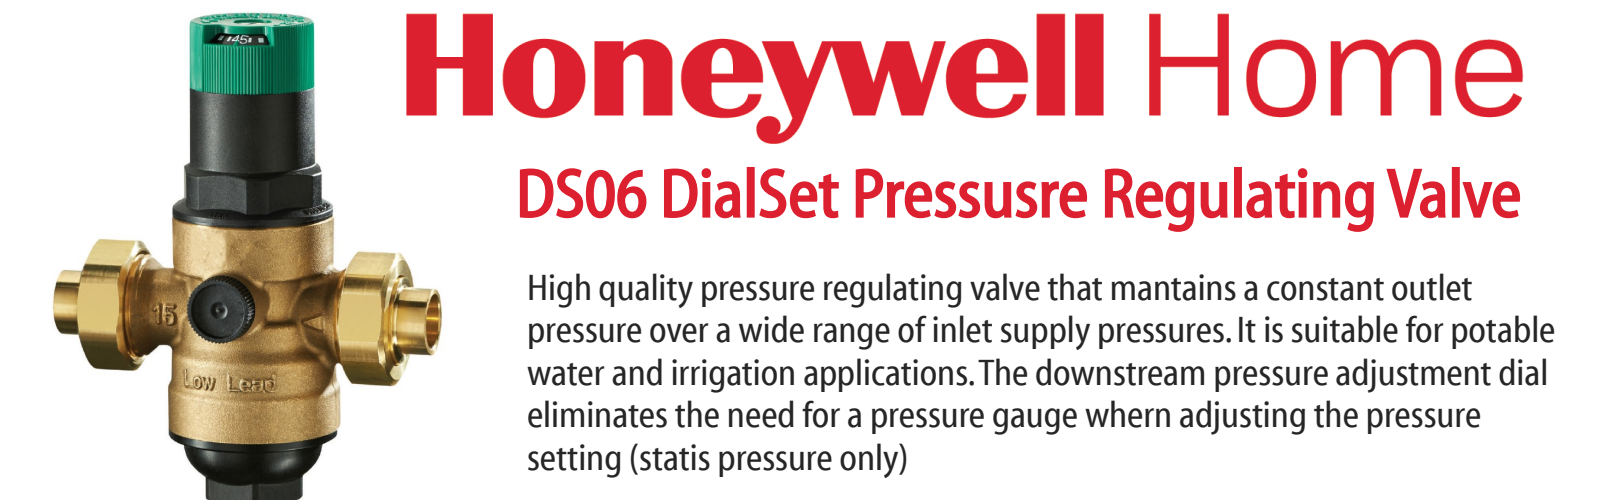 45
Honeywell Home
DS06 DialSet Pressusre Regulating Valve
High quality pressure regulating valve that mantains a constant outlet
pressure over a wide range of inlet supply pressures. It is suitable for potable
water and irrigation applications. The downstream pressure adjustment dial
eliminates the need for a pressure gauge whern adjusting the pressure
setting (statis pressure only)
15
Low Lead